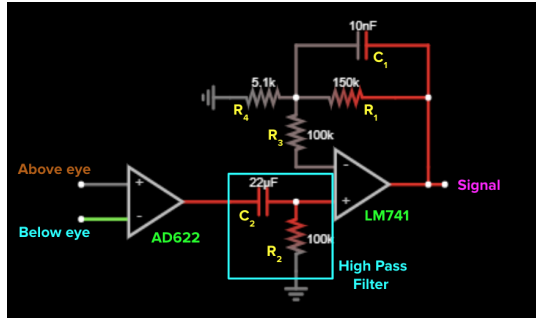 10nF
C1
5.1k
150k
R4
R1
R3
100k
Above eye
22µF
Signal
Below eye
C2
LM741
AD622
R2
100k
High Pass
Filter
+
-
-
+